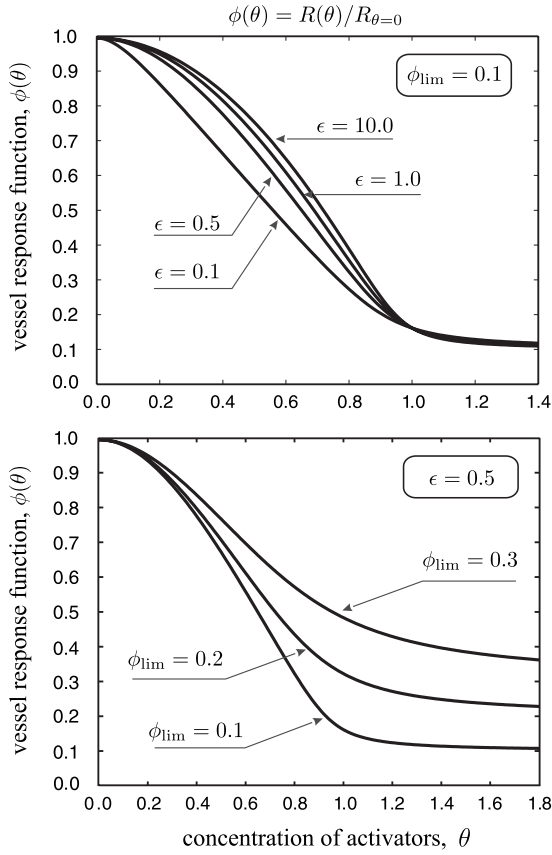 ϕ(θ) = R(θ)/R_{θ=0}
vessel response function, ϕ(θ)
1.0
0.9
0.8
0.7
0.6
0.5
0.4
0.3
0.2
0.1
0.0
ϕ_lim = 0.1
ϵ = 10.0
ϵ = 1.0
ϵ = 0.5
ϵ = 0.1
0.0 0.2 0.4 0.6 0.8 1.0 1.2 1.4
vessel response function, ϕ(θ)
1.0
0.9
0.8
0.7
0.6
0.5
0.4
0.3
0.2
0.1
0.0
ϵ = 0.5
ϕ_lim = 0.3
ϕ_lim = 0.2
ϕ_lim = 0.1
0.0 0.2 0.4 0.6 0.8 1.0 1.2 1.4 1.6 1.8
concentration of activators, θ